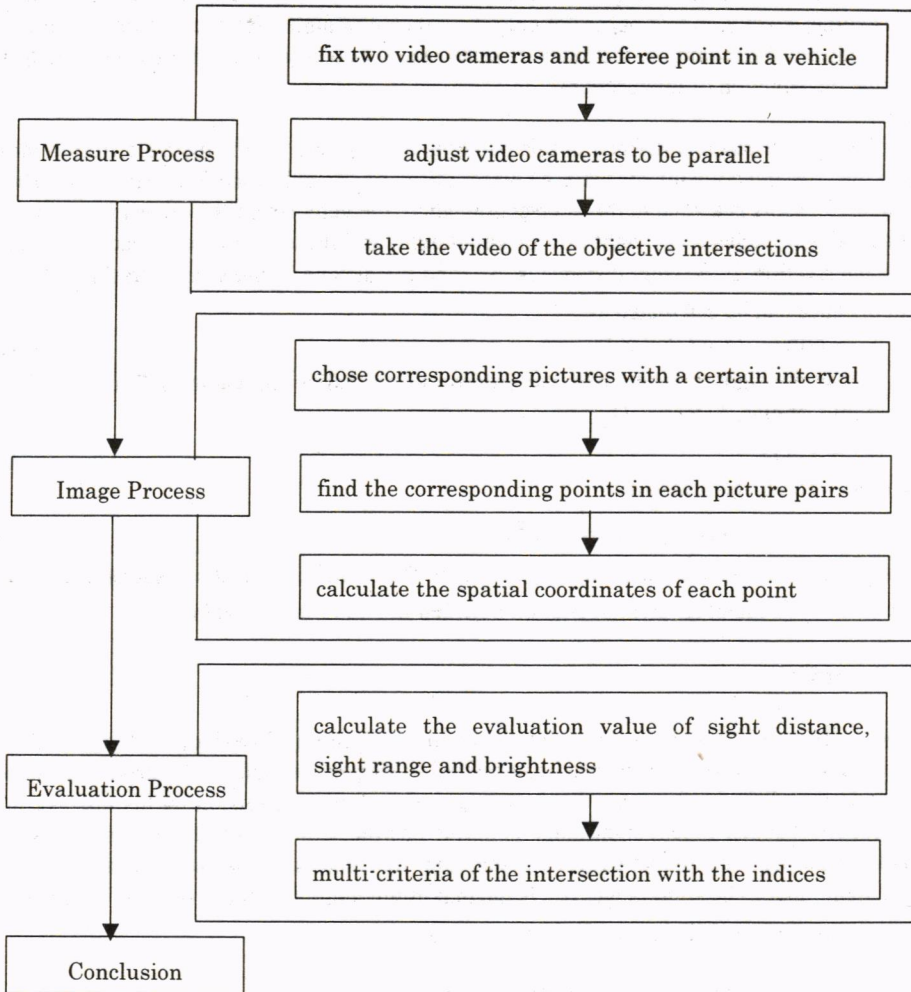 fix two video cameras and referee point in a vehicle
Measure Process
adjust video cameras to be parallel
take the video of the objective intersections
chose corresponding pictures with a certain interval
Image Process
find the corresponding points in each picture pairs
calculate the spatial coordinates of each point
calculate the evaluation value of sight distance,
sight range and brightness
Evaluation Process
multi-criteria of the intersection with the indices
Conclusion